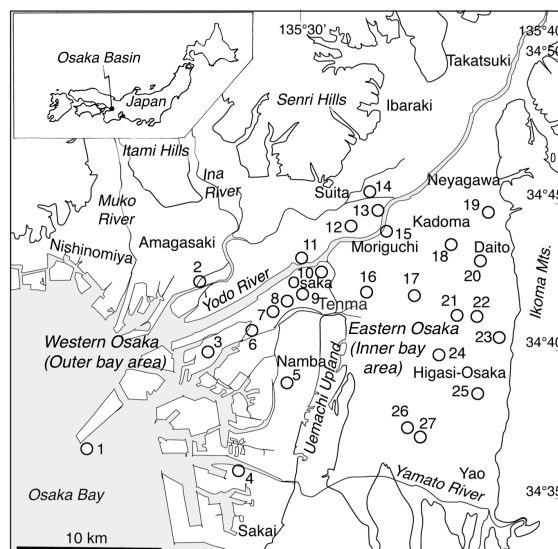 135°30'
135°40'
34°50'
Osaka Basin
Japan
Takatsuki
Senri Hills
Ibaraki
Itami Hills
Ina
River
Muko
River
Suita
14
Neyagawa
34°45'
13
19
12
15
Kadoma
Amagasaki
Nishinomiya
Moriguchi
18
Daito
11
2
10
20
Yodo River
Osaka
16
17
Ikoma Mts.
9
8
Tenma
7
21
22
6
Western Osaka
(Outer bay area)
3
Eastern Osaka
(Inner bay
area)
23
34°40'
24
Namba
5
Uemachi Upland
Higasi-Osaka
25
26
27
1
4
Yao
Yamato River
Osaka Bay
34°35'
Sakai
10 km